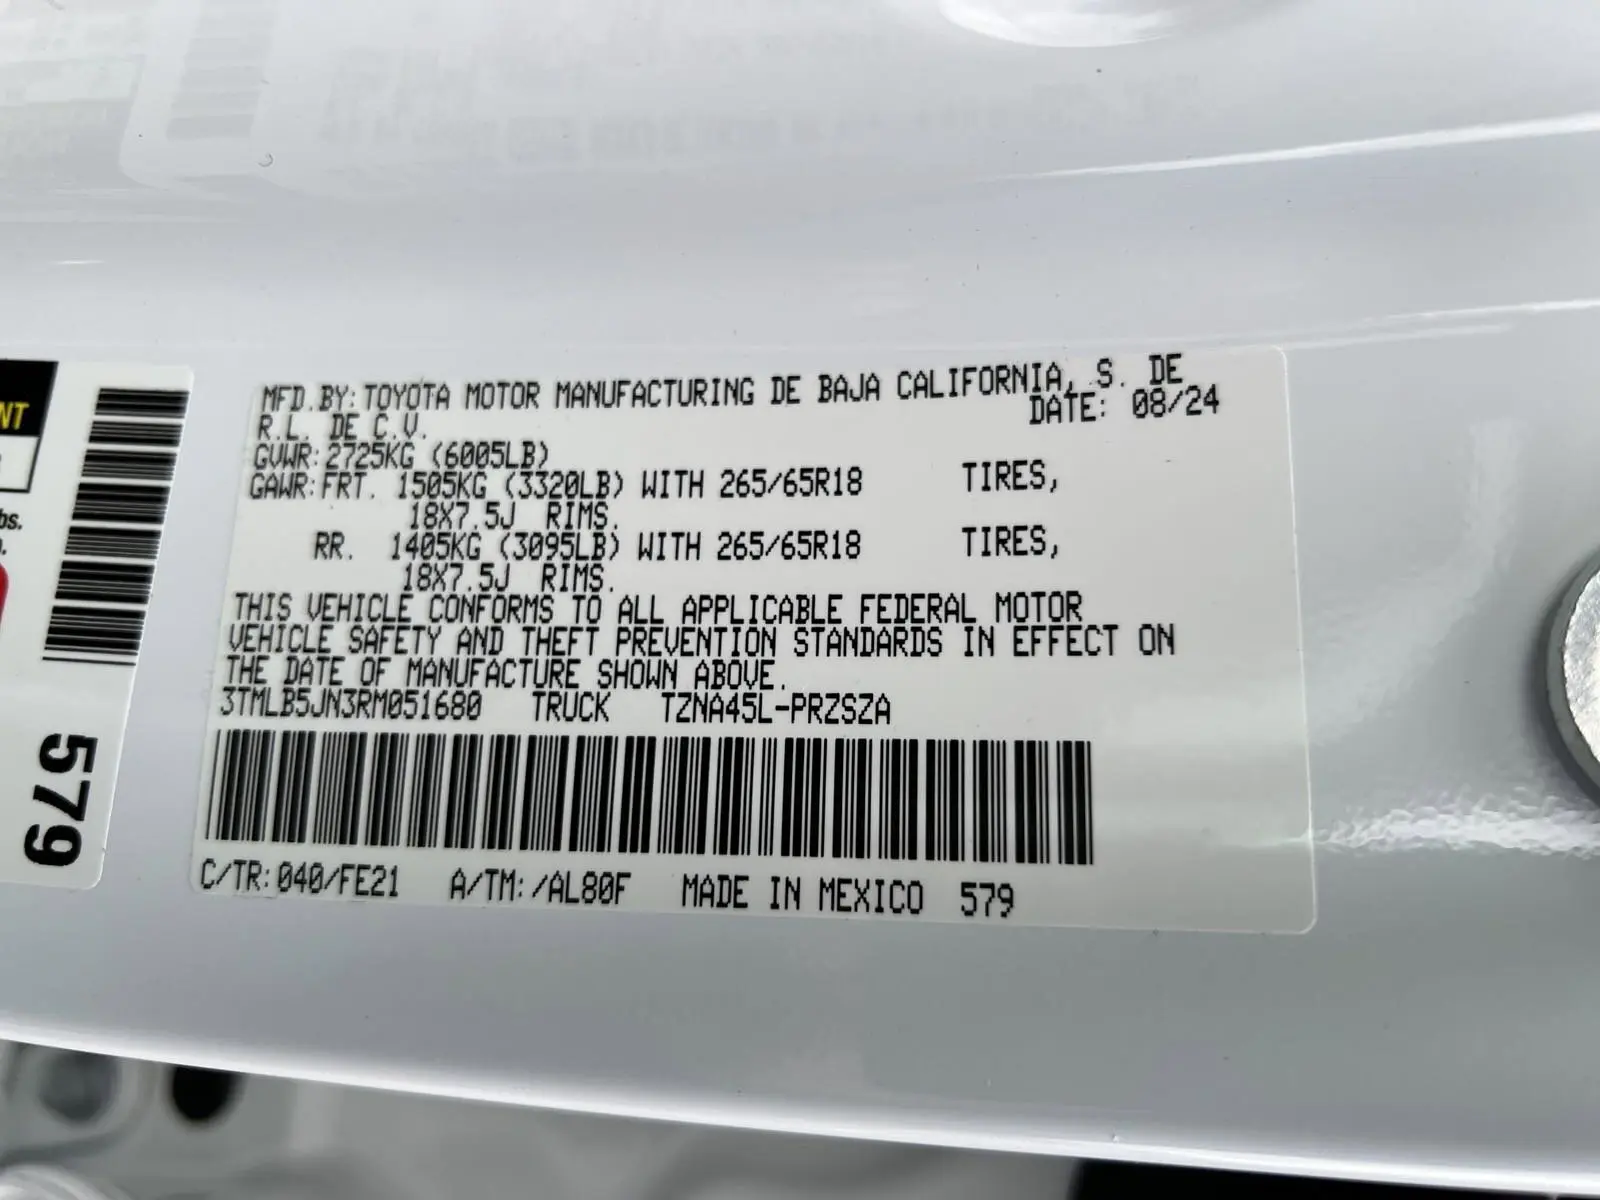 MFD.BY: TOYOTA MOTOR MANUFACTURING DE BAJA CALIFORNIA, S. DE
R.L. DE C.V. DATE: 08/24
GVWR: 2725KG (6005LB)
GAWR: FRT. 1505KG (3320LB) WITH 265/65R18 TIRES,
18X7.5J RIMS.
RR. 1405KG (3095LB) WITH 265/65R18 TIRES,
18X7.5J RIMS.
THIS VEHICLE CONFORMS TO ALL APPLICABLE FEDERAL MOTOR
VEHICLE SAFETY AND THEFT PREVENTION STANDARDS IN EFFECT ON
THE DATE OF MANUFACTURE SHOWN ABOVE.
3TMLB5JN3RM051680 TRUCK TZNA45L-PRZSZA
C/TR: 040/FE21 A/TM: /AL80F MADE IN MEXICO 579
579